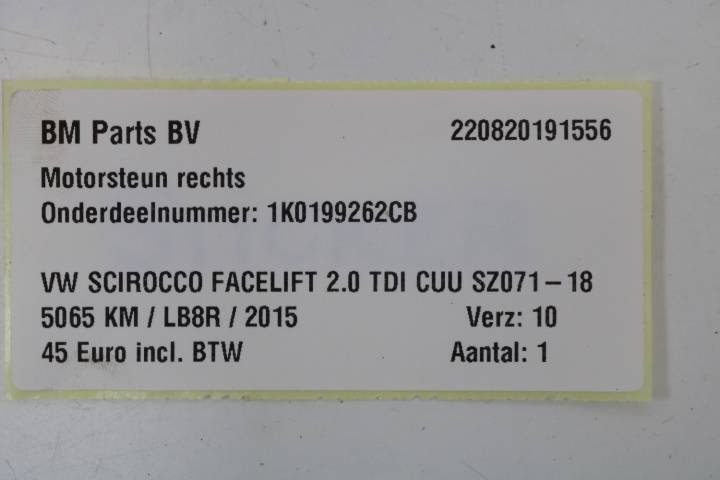 BM Parts BV 220820191556
Motorsteun rechts
Onderdeelnummer: 1K0199262CB
VW SCIROCCO FACELIFT 2.0 TDI CUU SZ071-18
5065 KM / LB8R / 2015 Verz: 10
45 Euro incl. BTW Aantal: 1